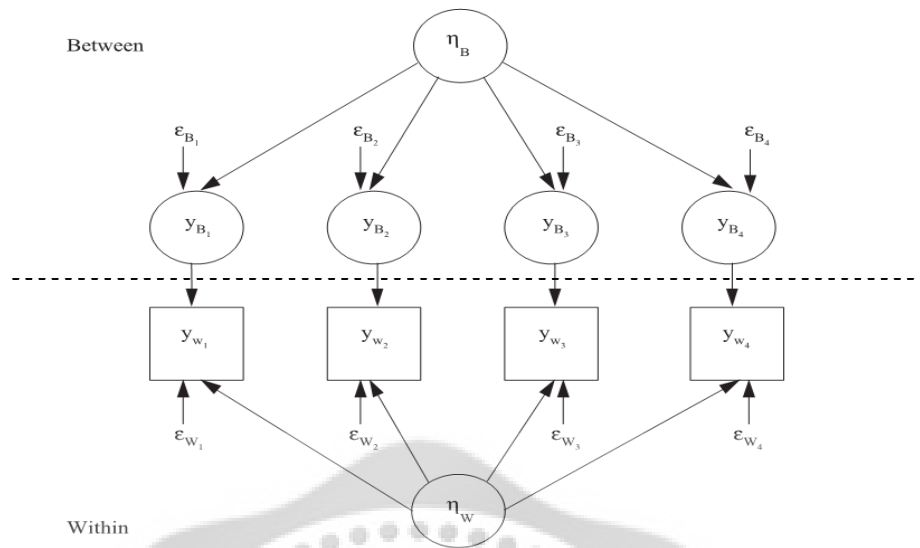 Between
η_B
ε_B₁ ε_B₂ ε_B₃ ε_B₄
y_B₁ y_B₂ y_B₃ y_B₄
y_w₁ y_w₂ y_w₃ y_w₄
ε_W₁ ε_W₂ ε_W₃ ε_W₄
η_W
Within